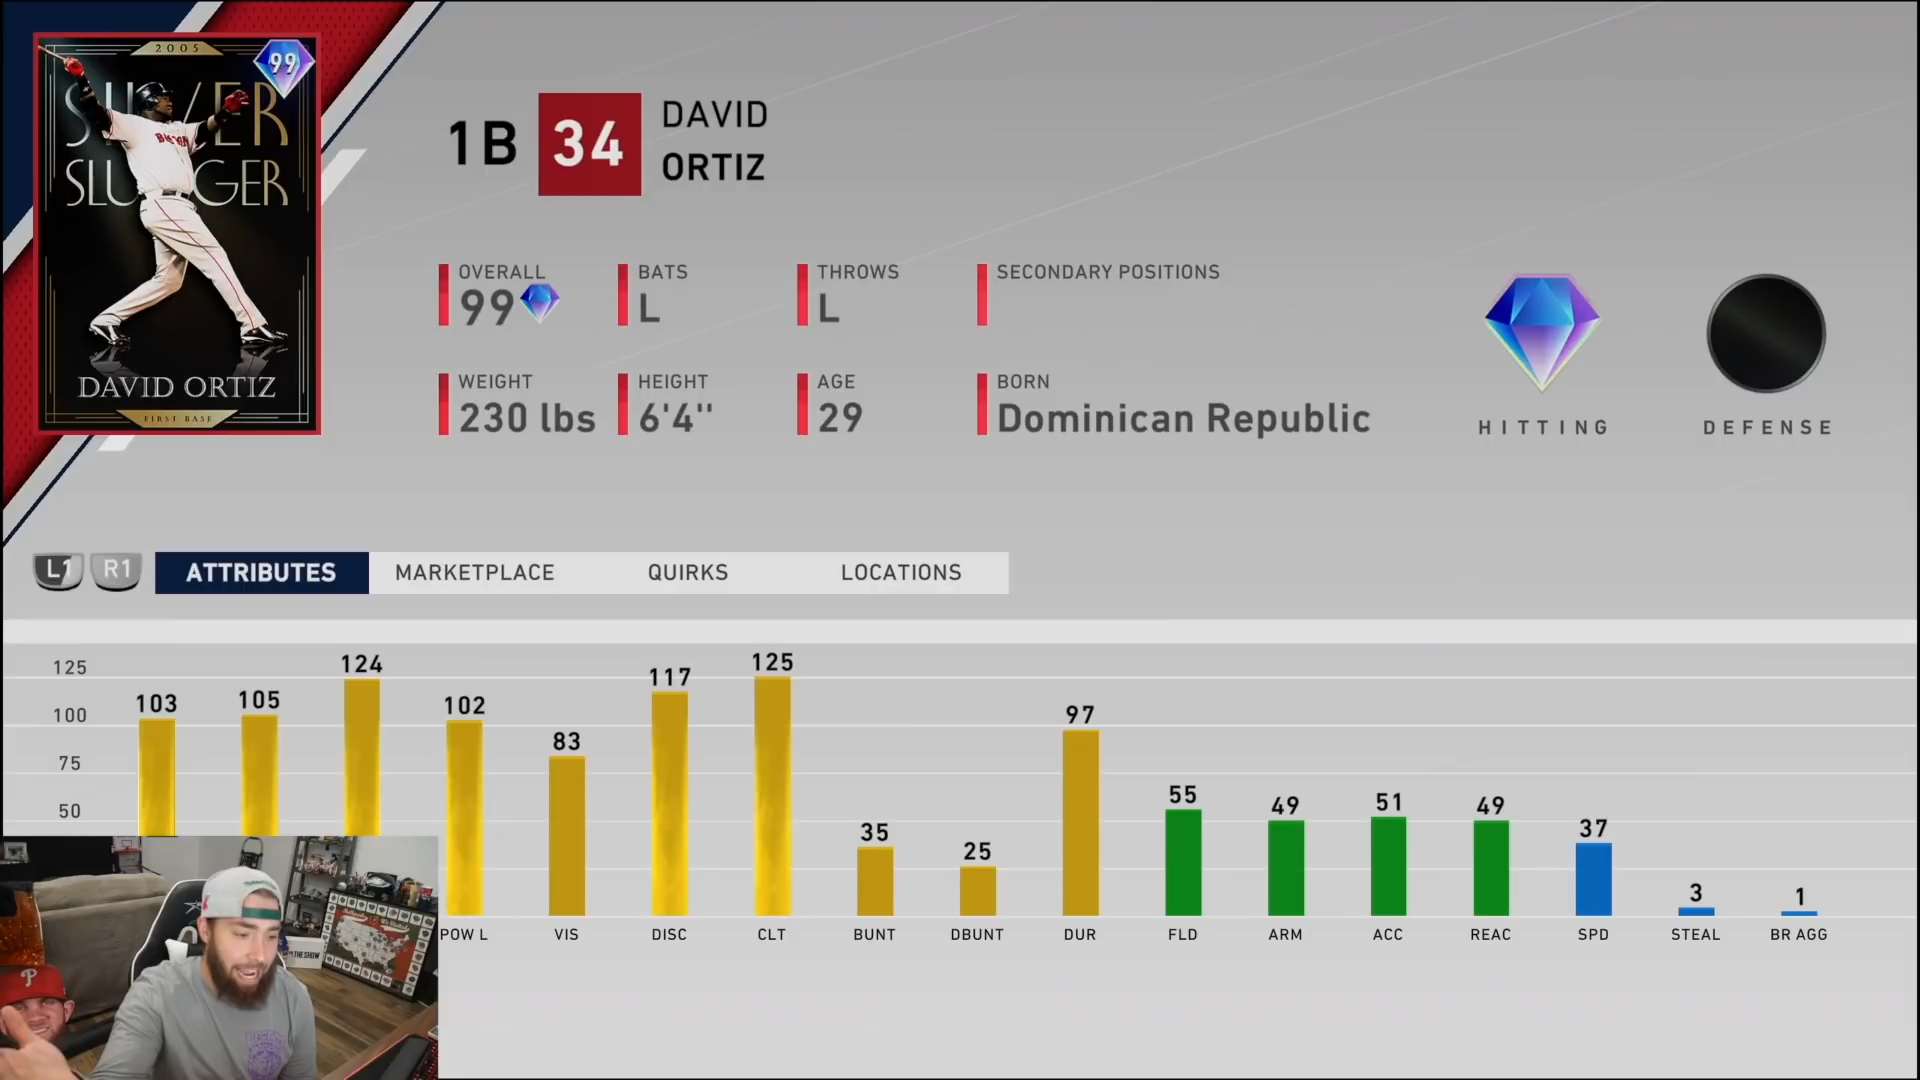 2005
99
SILVER
SLUGGER
DAVID ORTIZ
FIRST BASE
1B
34
DAVID
ORTIZ
OVERALL
99
BATS
L
THROWS
L
SECONDARY POSITIONS
WEIGHT
230 lbs
HEIGHT
6'4''
AGE
29
BORN
Dominican Republic
HITTING
DEFENSE
L1 R1 ATTRIBUTES MARKETPLACE QUIRKS LOCATIONS
125
100
75
50
103 105 124 102 83 117 125 35 25 97 55 49 51 49 37 3 1
POW L VIS DISC CLT BUNT DBUNT DUR FLD ARM ACC REAC SPD STEAL BR AGG
THE SHOW
P